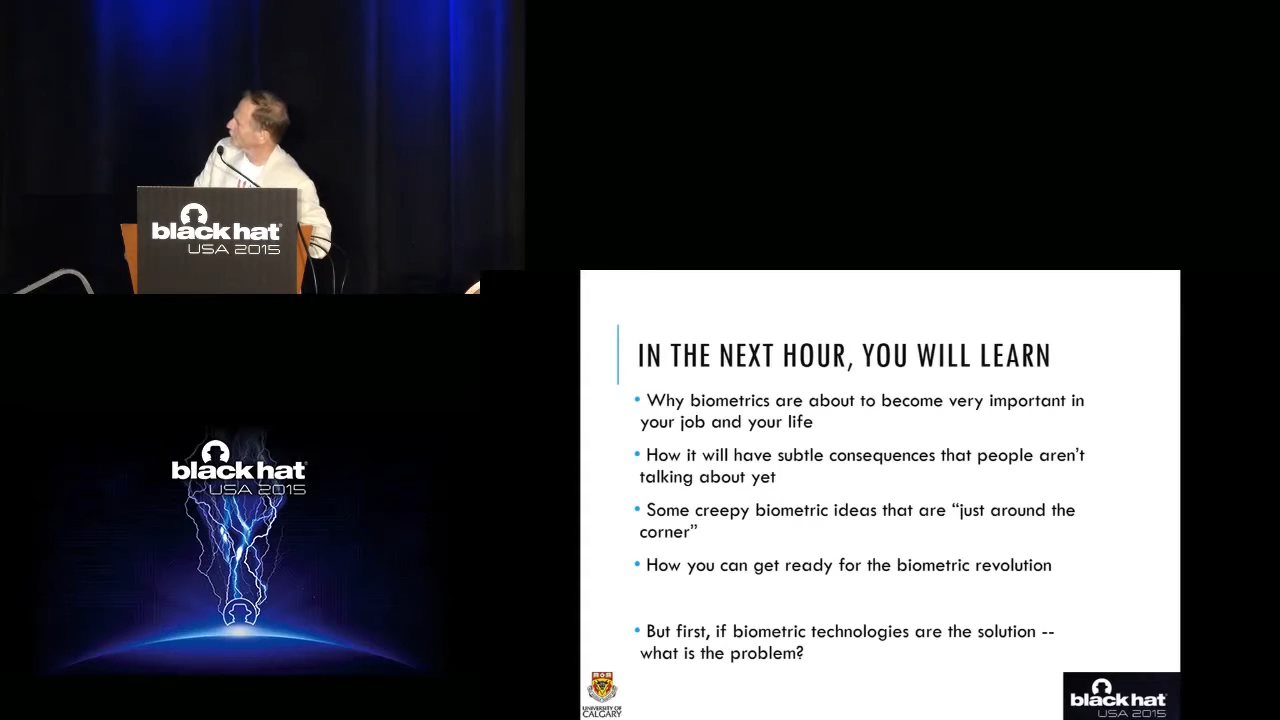 black hat
USA 2015
IN THE NEXT HOUR, YOU WILL LEARN
• Why biometrics are about to become very important in
your job and your life
• How it will have subtle consequences that people aren't
talking about yet
• Some creepy biometric ideas that are “just around the
corner”
• How you can get ready for the biometric revolution
• But first, if biometric technologies are the solution --
what is the problem?
black hat
USA 2015
UNIVERSITY OF
CALGARY
black hat
USA 2015